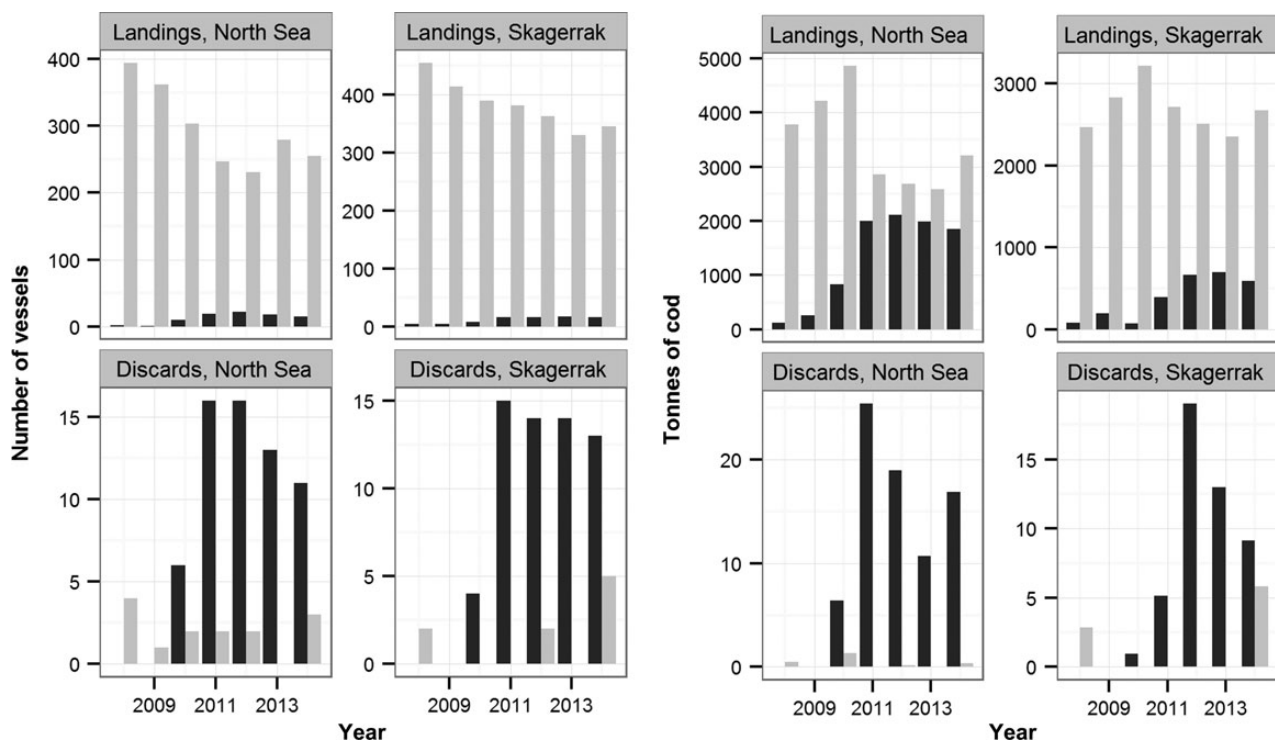 Landings, North Sea
Landings, Skagerrak
400
300
200
100
0
400
300
200
100
0
Discards, North Sea
Discards, Skagerrak
15
10
5
0
15
10
5
0
2009 2011 2013
2009 2011 2013
Number of vessels
Year
Landings, North Sea
Landings, Skagerrak
5000
4000
3000
2000
1000
0
3000
2000
1000
0
Discards, North Sea
Discards, Skagerrak
20
10
0
15
10
5
0
2009 2011 2013
2009 2011 2013
Tonnes of cod
Year